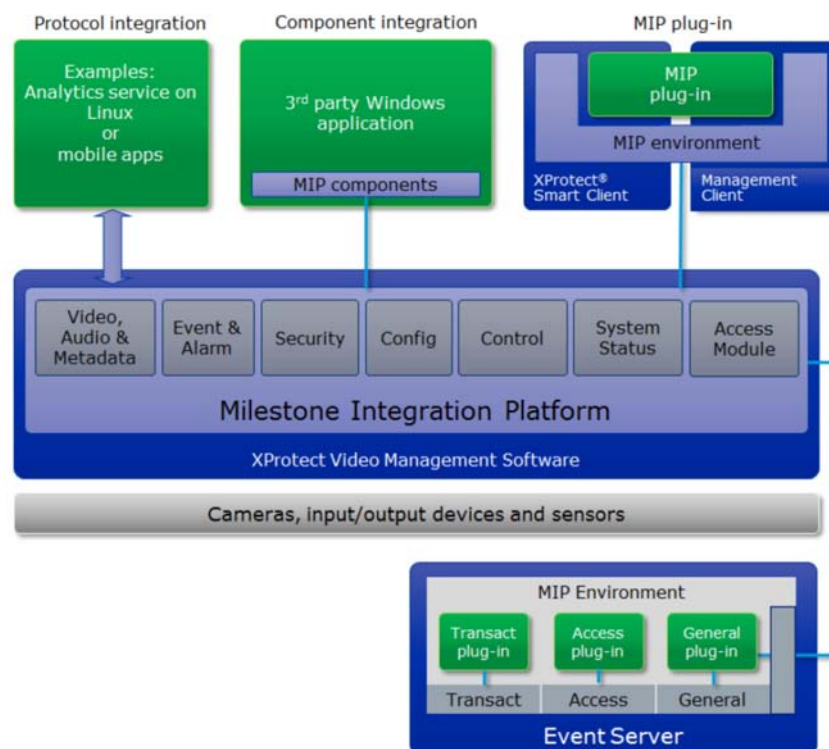 Protocol integration
Component integration
MIP plug-in
Examples:
Analytics service on
Linux
or
mobile apps
3rd party Windows
application
MIP components
MIP
plug-in
MIP environment
XProtect®
Smart Client
Management
Client
Video,
Audio &
Metadata
Event &
Alarm
Security
Config
Control
System
Status
Access
Module
Milestone Integration Platform
XProtect Video Management Software
Cameras, input/output devices and sensors
MIP Environment
Transact
plug-in
Access
plug-in
General
plug-in
Transact
Access
General
Event Server